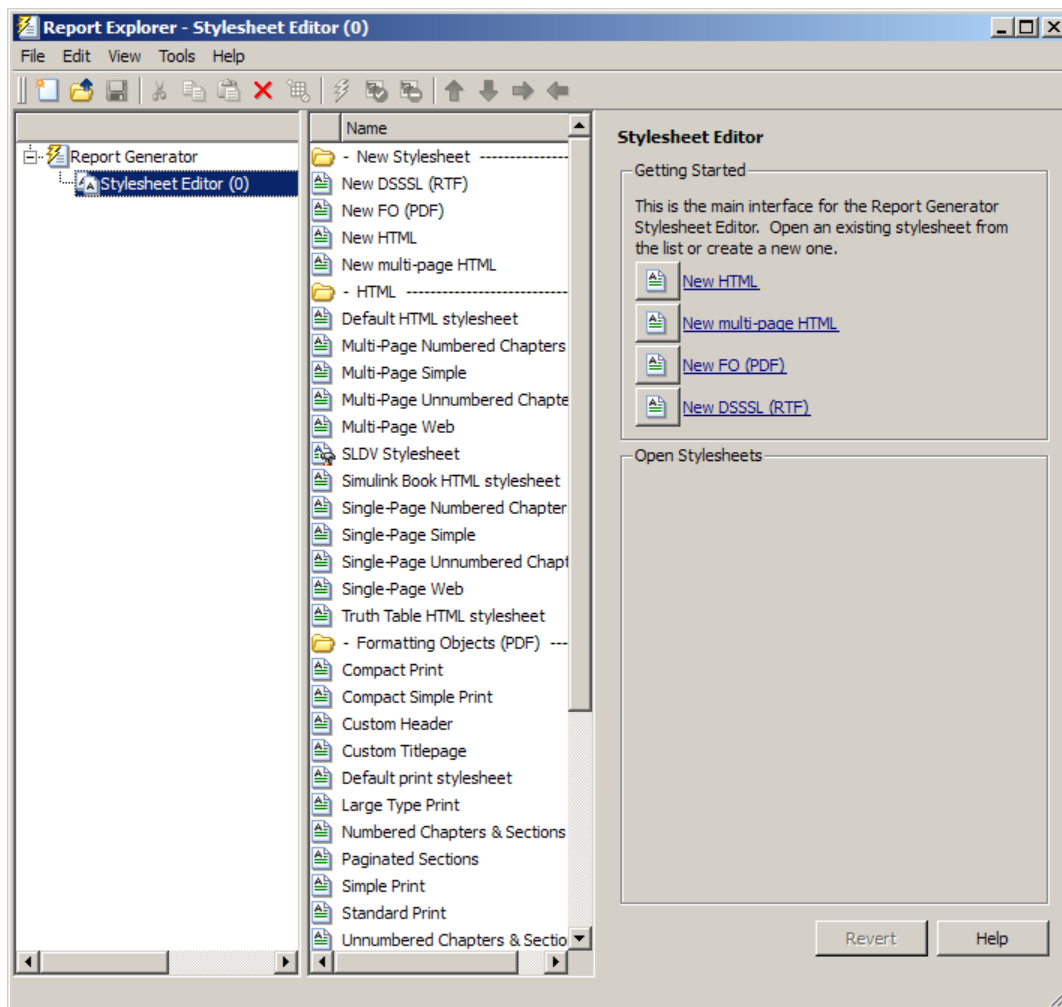 Report Explorer - Stylesheet Editor (0)
File Edit View Tools Help
Report Generator
Stylesheet Editor (0)
Name
- New Stylesheet ----------------
New DSSSL (RTF)
New FO (PDF)
New HTML
New multi-page HTML
- HTML -----------------------------
Default HTML stylesheet
Multi-Page Numbered Chapters
Multi-Page Simple
Multi-Page Unnumbered Chapte
Multi-Page Web
SLDV Stylesheet
Simulink Book HTML stylesheet
Single-Page Numbered Chapter
Single-Page Simple
Single-Page Unnumbered Chapt
Single-Page Web
Truth Table HTML stylesheet
- Formatting Objects (PDF) ---
Compact Print
Compact Simple Print
Custom Header
Custom Titlepage
Default print stylesheet
Large Type Print
Numbered Chapters & Sections
Paginated Sections
Simple Print
Standard Print
Unnumbered Chapters & Sectio
Stylesheet Editor
Getting Started
This is the main interface for the Report Generator
Stylesheet Editor. Open an existing stylesheet from
the list or create a new one.
New HTML
New multi-page HTML
New FO (PDF)
New DSSSL (RTF)
Open Stylesheets
Revert
Help